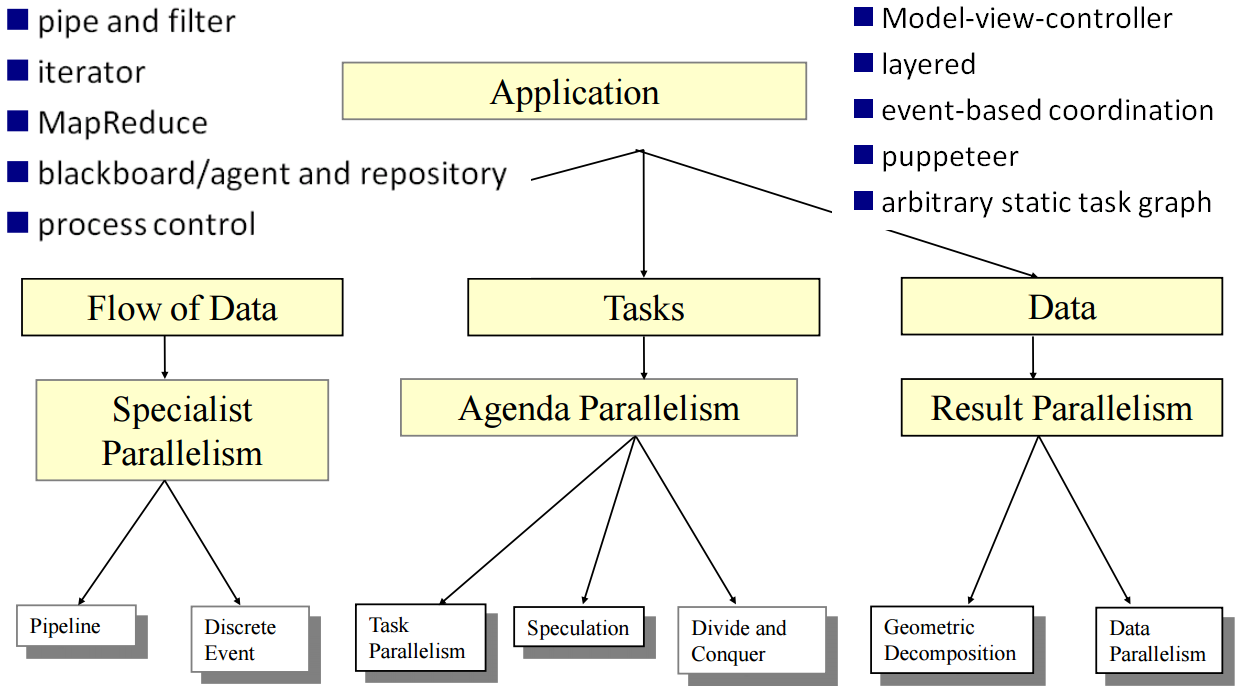 pipe and filter
iterator
MapReduce
blackboard/agent and repository
process control
Model-view-controller
layered
event-based coordination
puppeteer
arbitrary static task graph
Application
Flow of Data
Tasks
Data
Specialist
Parallelism
Agenda Parallelism
Result Parallelism
Pipeline
Discrete
Event
Task
Parallelism
Speculation
Divide and
Conquer
Geometric
Decomposition
Data
Parallelism